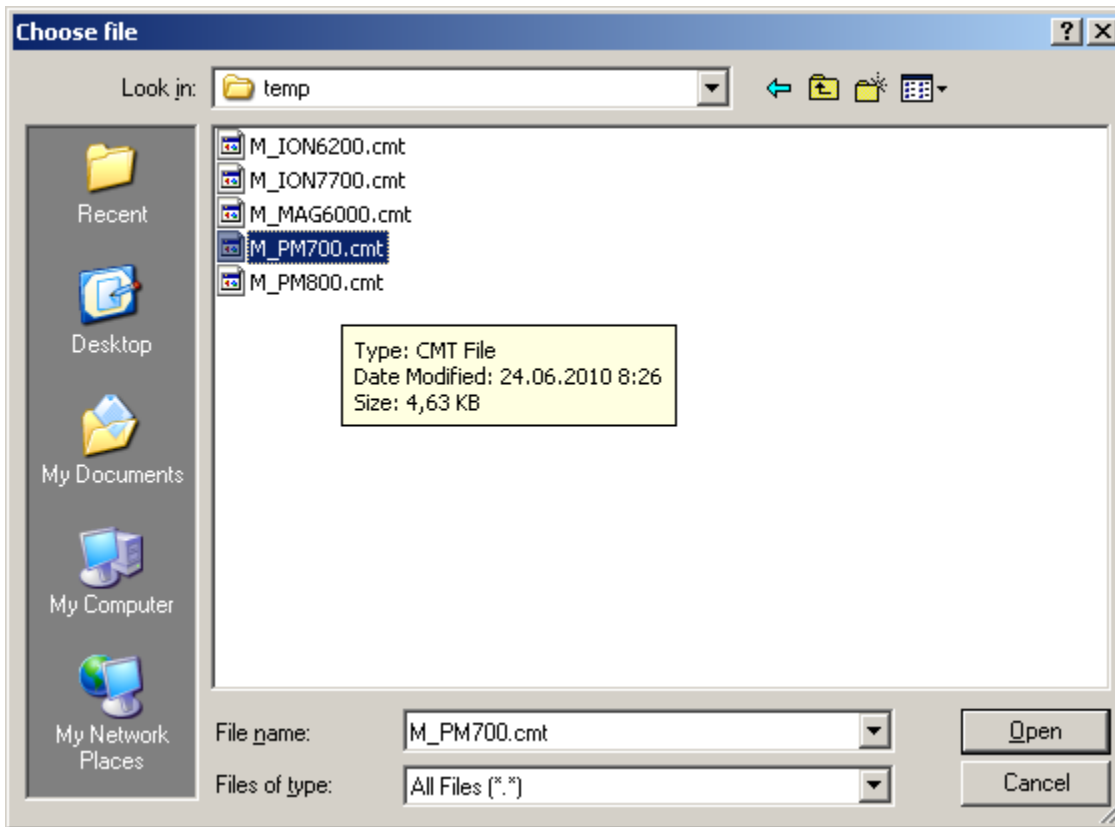 Choose file
Look in:
temp
Recent
Desktop
My Documents
My Computer
My Network
Places
M_ION6200.cmt
M_ION7700.cmt
M_MAG6000.cmt
M_PM700.cmt
M_PM800.cmt
Type: CMT File
Date Modified: 24.06.2010 8:26
Size: 4,63 KB
File name:
M_PM700.cmt
Open
Files of type:
All Files (*.*)
Cancel